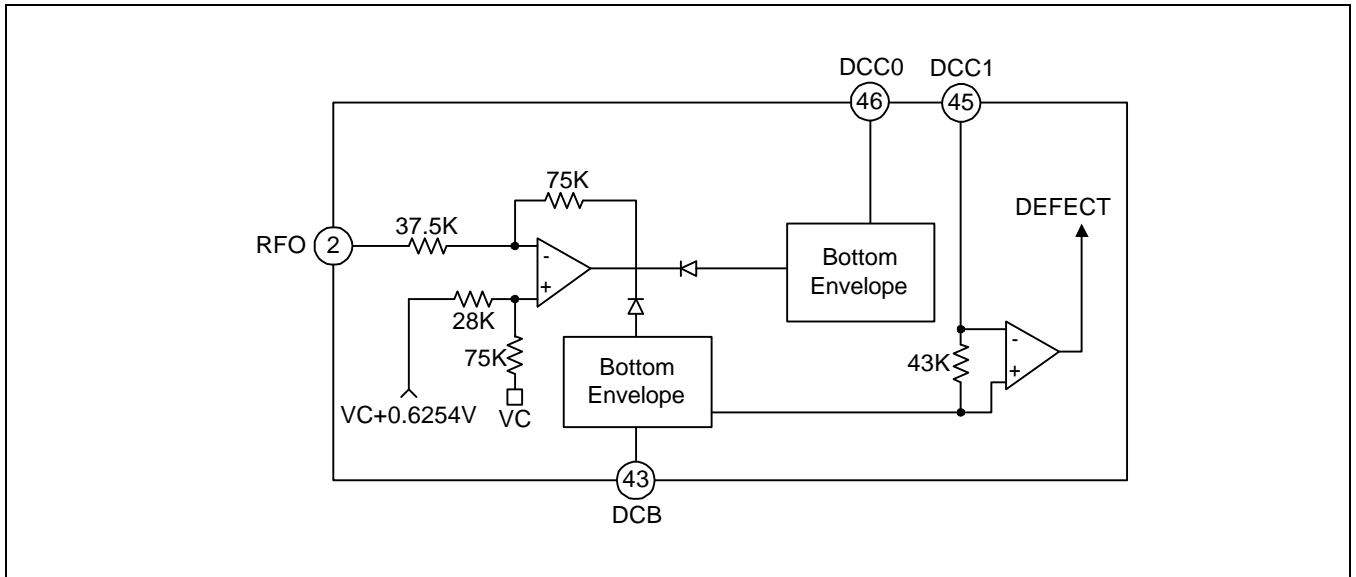 DCC0 DCC1
46 45
75K
DEFECT
37.5K
RFO 2
-
+
Bottom
Envelope
28K
75K
Bottom
Envelope
43K
-
+
VC+0.6254V
VC
43
DCB